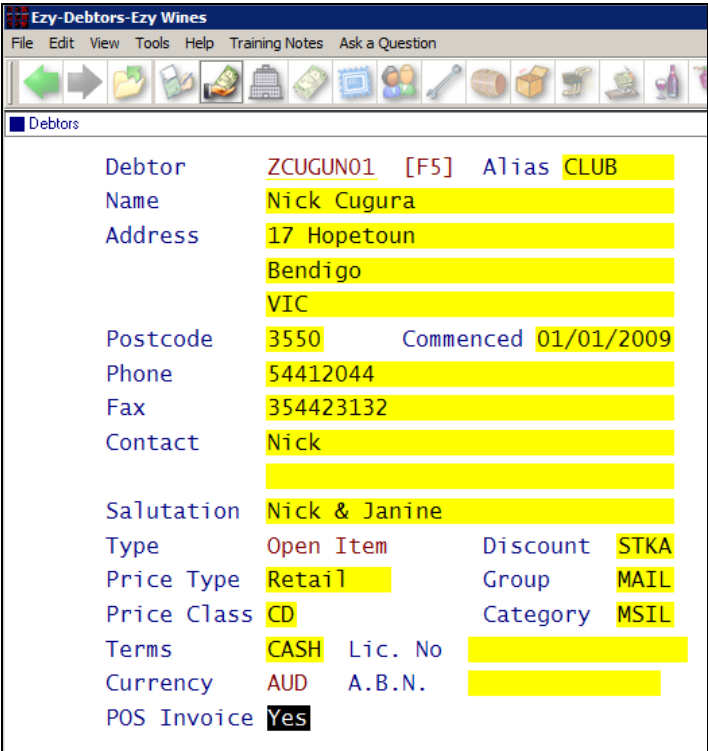 Ezy-Debtors-Ezy Wines
File Edit View Tools Help Training Notes Ask a Question
Debtors
Debtor ZCUGUN01 [F5] Alias CLUB
Name Nick Cugura
Address 17 Hopetoun
Bendigo
VIC
Postcode 3550 Commenced 01/01/2009
Phone 54412044
Fax 354423132
Contact Nick
Salutation Nick & Janine
Type Open Item Discount STKA
Price Type Retail Group MAIL
Price Class CD Category MSIL
Terms CASH Lic. No
Currency AUD A.B.N.
POS Invoice Yes